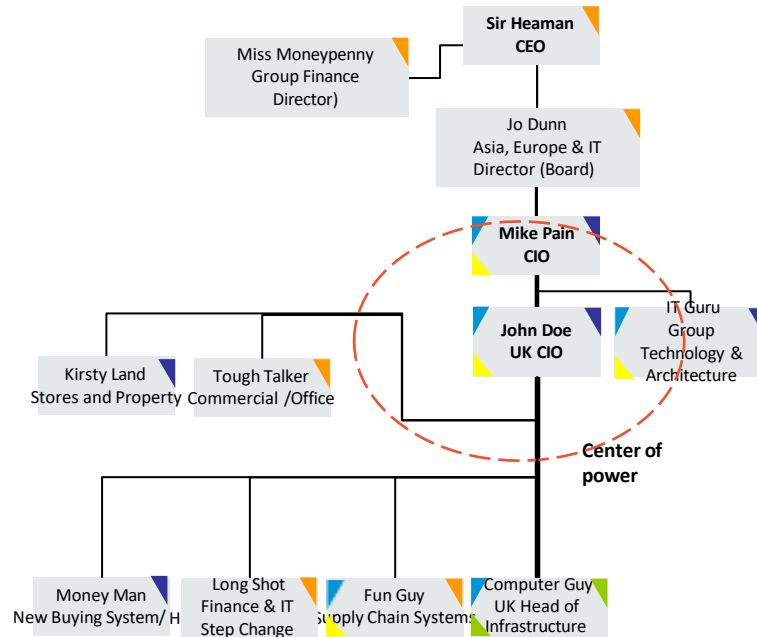 Sir Heaman
CEO
Miss Moneypenny
Group Finance
Director)
Jo Dunn
Asia, Europe & IT
Director (Board)
Mike Pain
CIO
John Doe
UK CIO
IT Guru
Group
Technology &
Architecture
Kirsty Land
Stores and Property
Tough Talker
Commercial /Office
Center of
power
Money Man
New Buying System/ H
Long Shot
Finance & IT
Step Change
Fun Guy
Supply Chain Systems
Computer Guy
UK Head of
Infrastructure